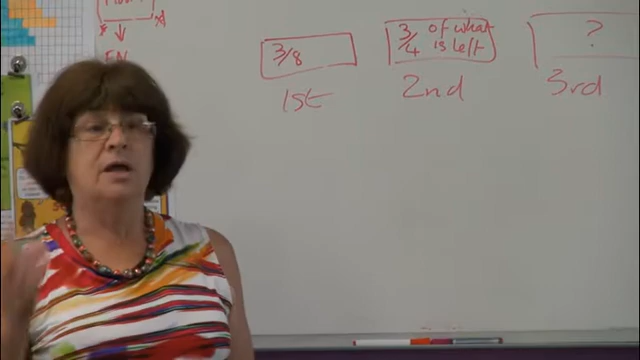 3/8
3/4 of what
is left
?
1st
2nd
3rd